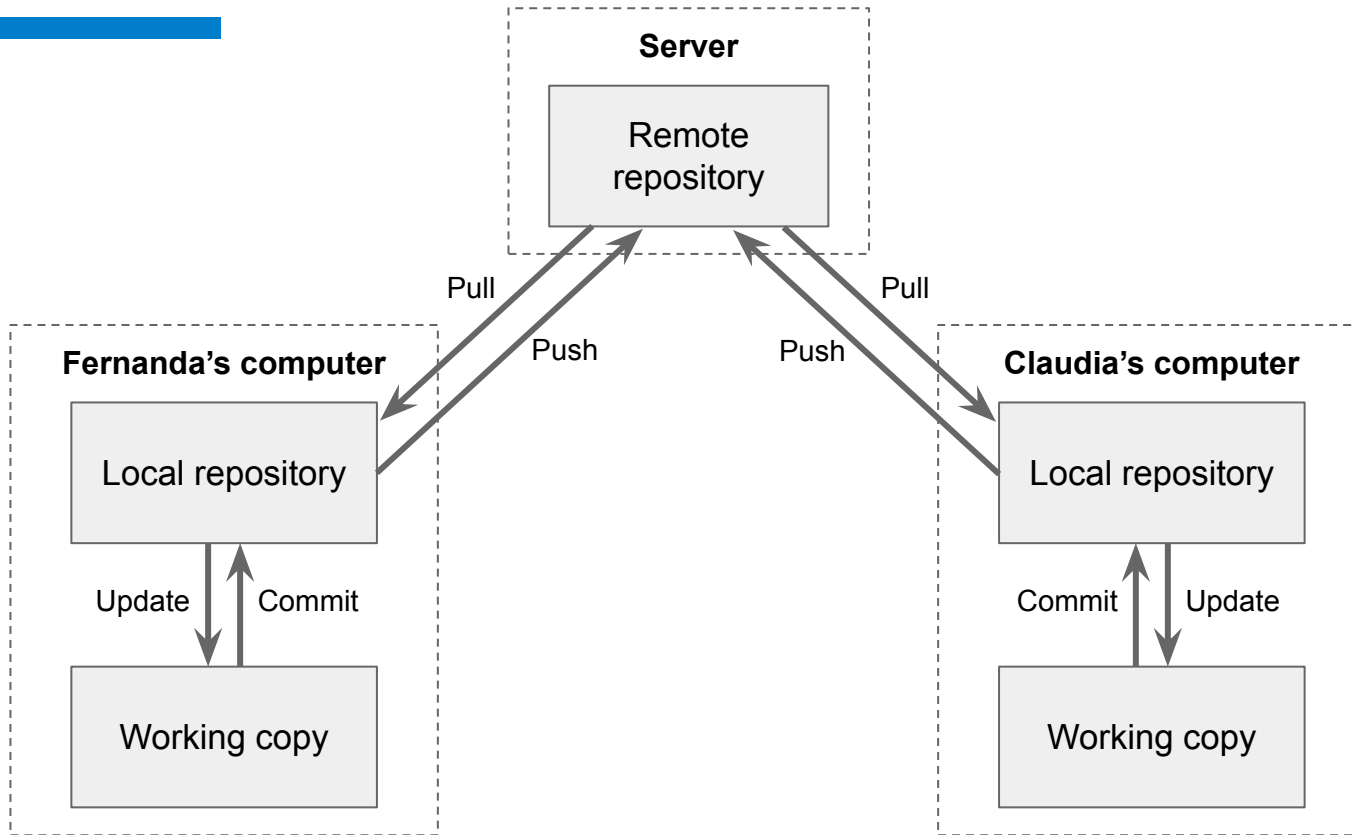 Server
Remote
repository
Pull
Pull
Push
Push
Fernanda’s computer
Claudia’s computer
Local repository
Local repository
Update
Commit
Commit
Update
Working copy
Working copy